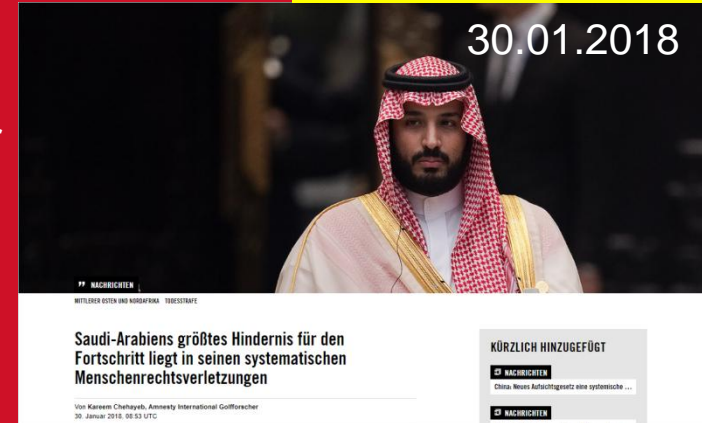 30.01.2018
NACHRICHTEN
MITTLERER OSTEN UND NORDAFRIKA TODESSTRAFE
Saudi-Arabiens größtes Hindernis für den
Fortschritt liegt in seinen systematischen
Menschenrechtsverletzungen
Von Kareem Chehayeb, Amnesty International Golfforscher
30. Januar 2018, 08:53 UTC
KÜRZLICH HINZUGEFÜGT
NACHRICHTEN
China: Neues Aufsichtsgesetz eine systemische ...
NACHRICHTEN